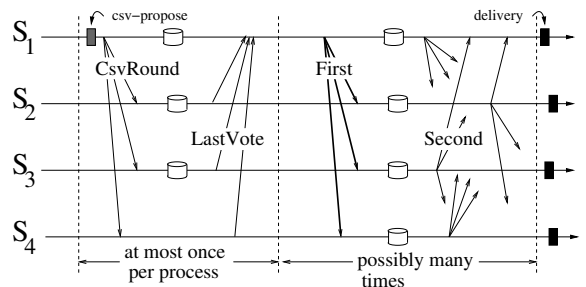 csv-propose
delivery
S1
CsvRound
First
S2
LastVote
Second
S3
S4
at most once
per process
possibly many
times